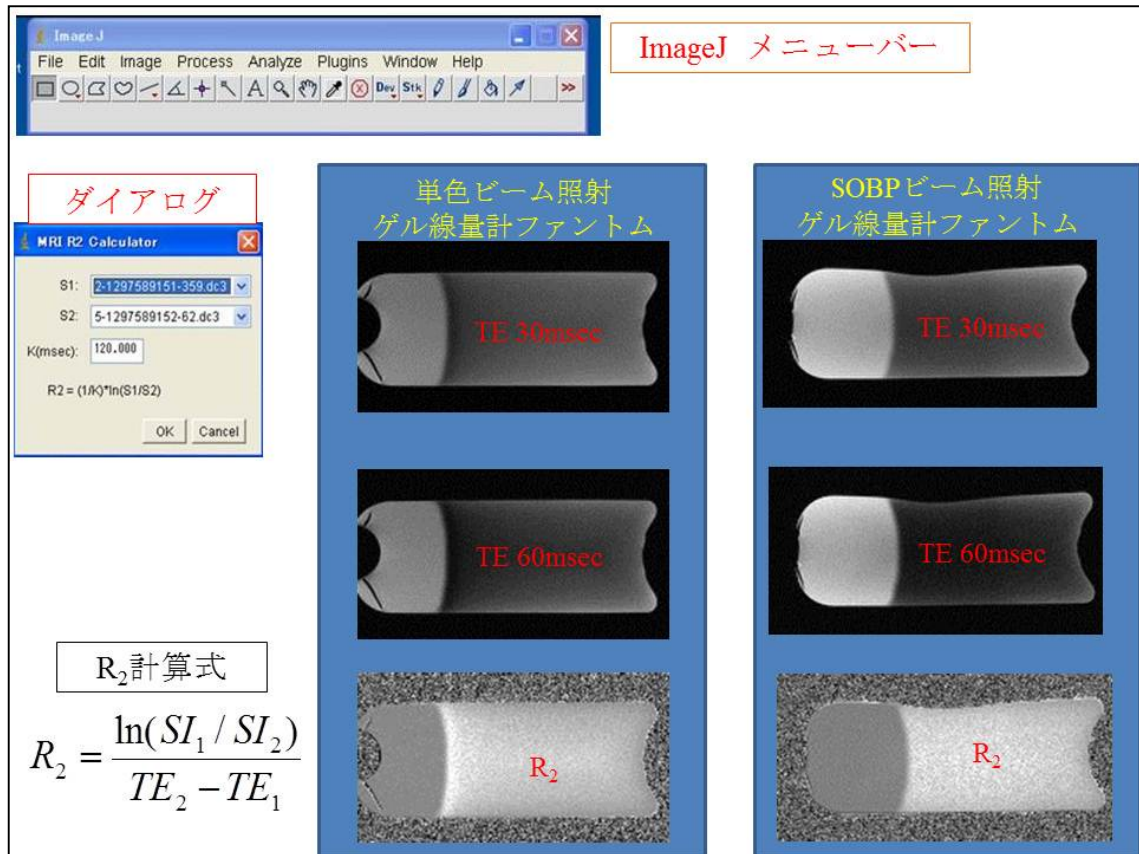 ImageJ
File Edit Image Process Analyze Plugins Window Help
A Dev Stk >>
ImageJ メニューバー
ダイアログ
MRI R2 Calculator
S1: 2-1297589151-359.dc3
S2: 5-1297589152-62.dc3
K(msec): 120.000
R2 = (1/K)*ln(S1/S2)
OK Cancel
R₂計算式
R₂ = ln(SI₁ / SI₂) / TE₂ − TE₁
単色ビーム照射
ゲル線量計ファントム
TE 30msec
TE 60msec
R₂
SOBPビーム照射
ゲル線量計ファントム
TE 30msec
TE 60msec
R₂